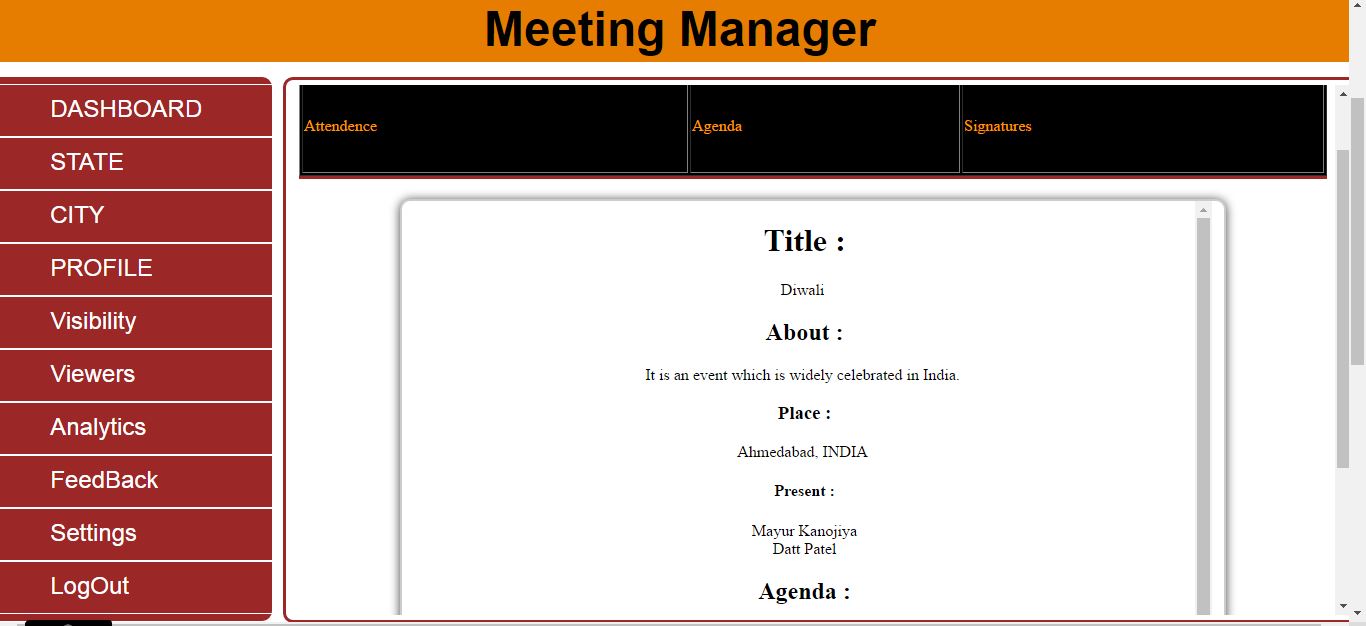 Meeting Manager
DASHBOARD
STATE
CITY
PROFILE
Visibility
Viewers
Analytics
FeedBack
Settings
LogOut
Attendence Agenda Signatures
Title :
Diwali
About :
It is an event which is widely celebrated in India.
Place :
Ahmedabad, INDIA
Present :
Mayur Kanojiya
Datt Patel
Agenda :